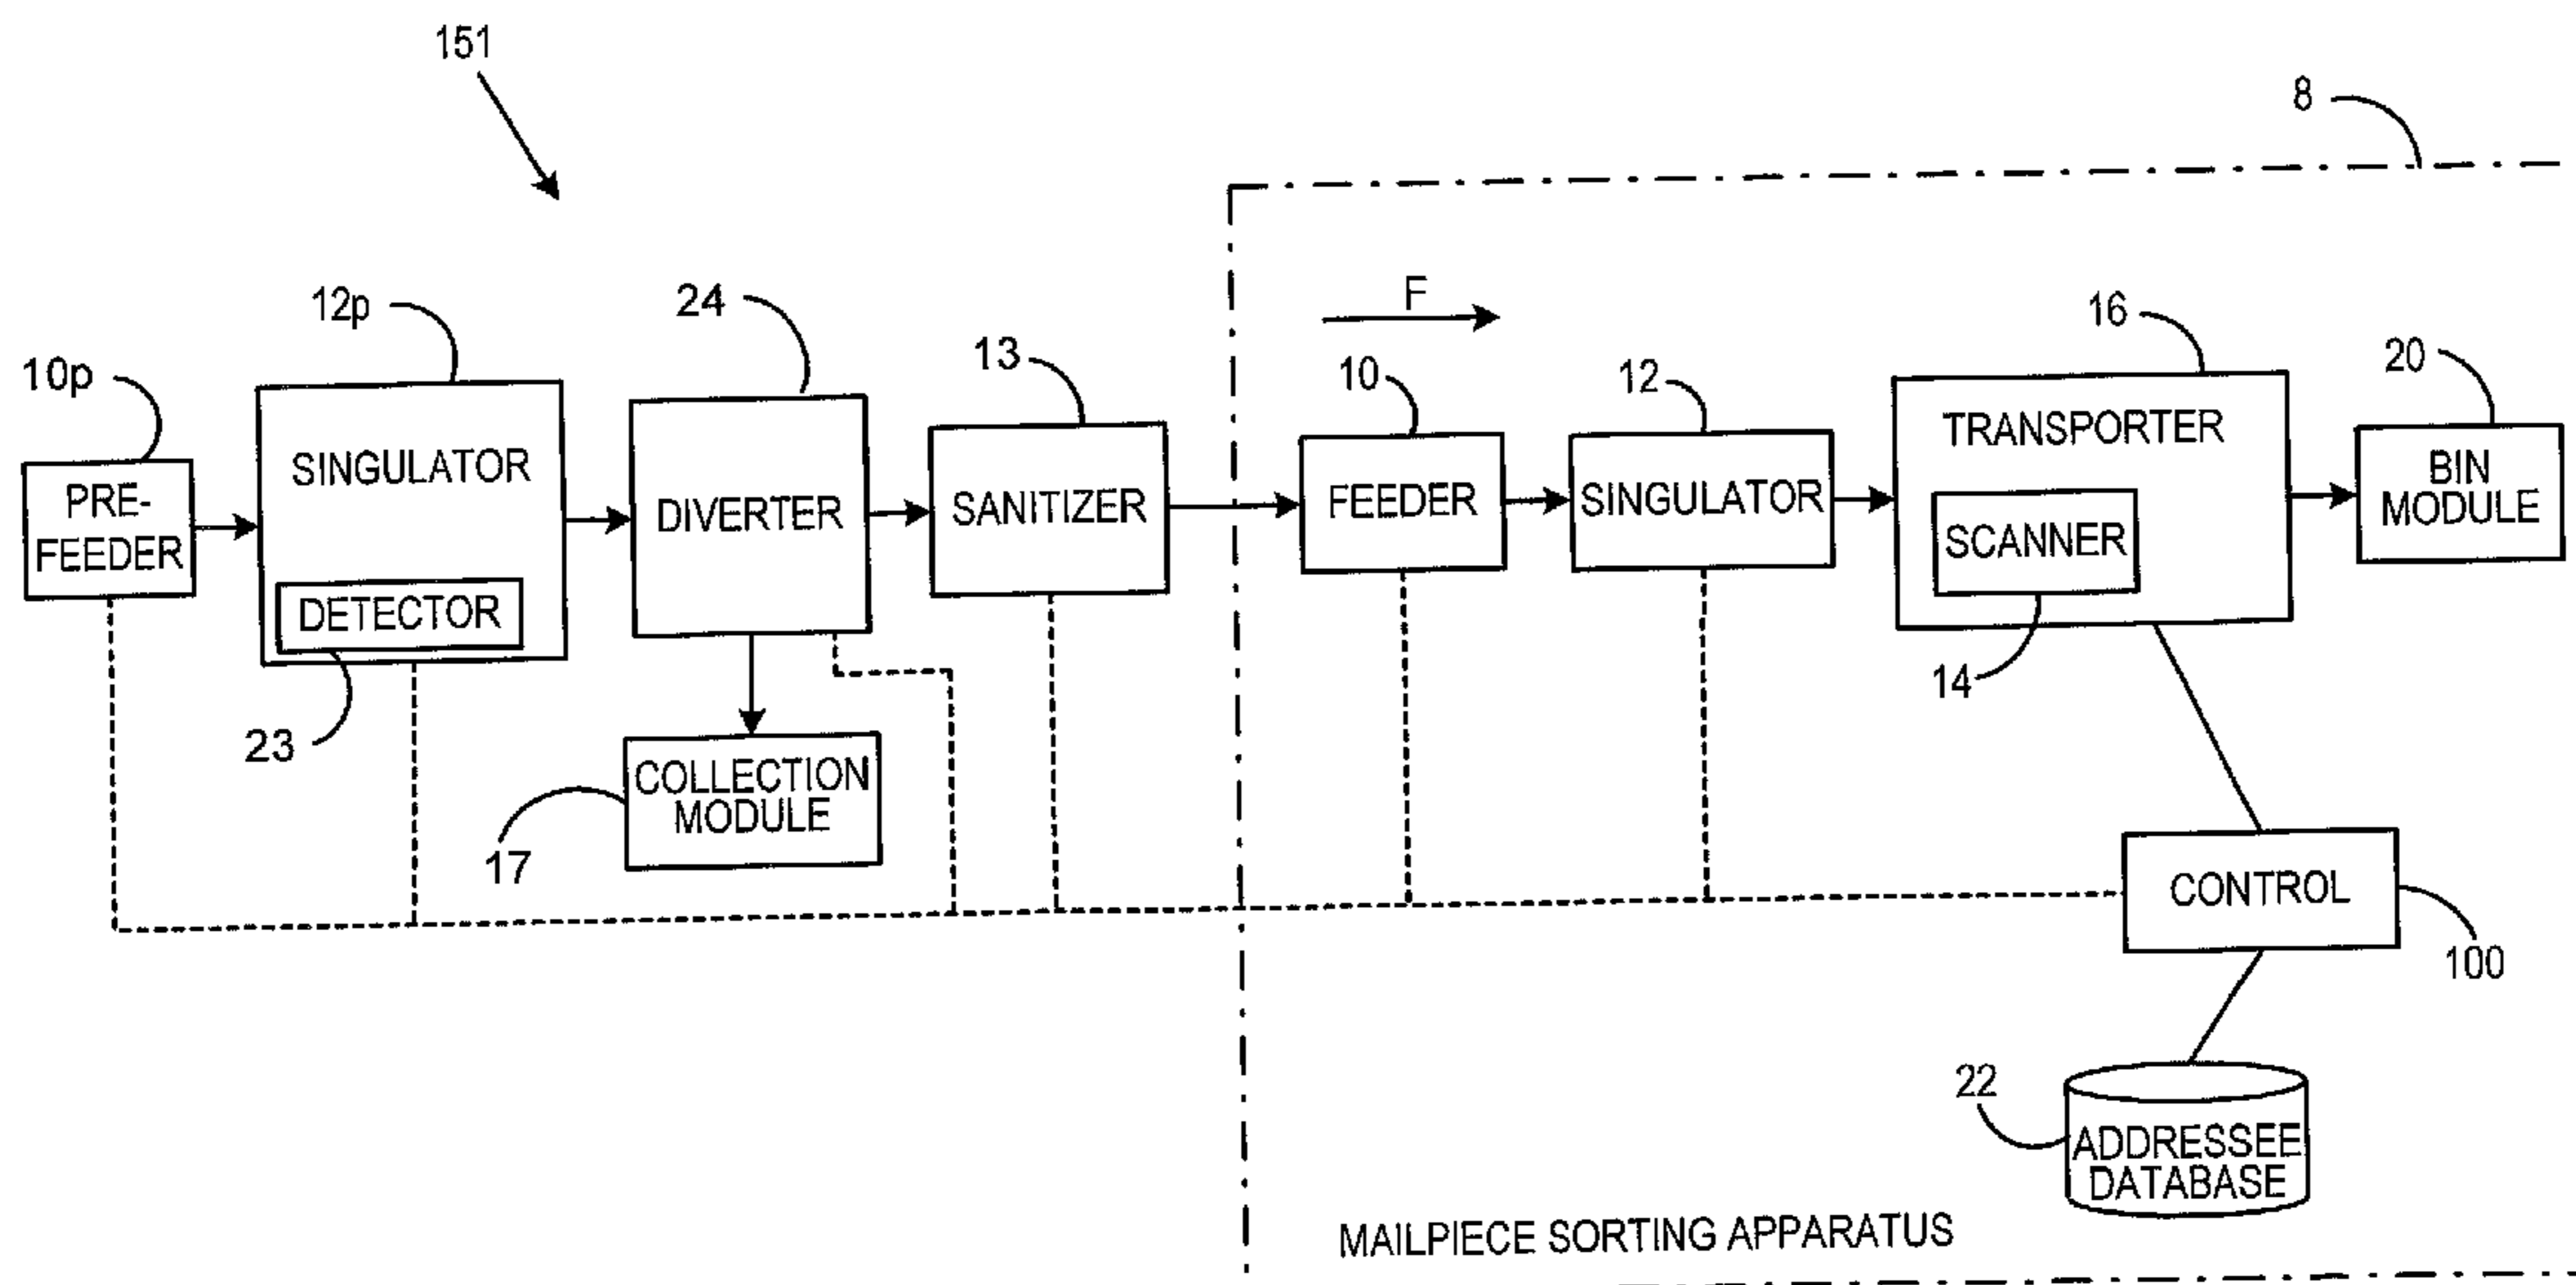 151
8
12p
24
F
16
10p
13
10
12
20
PRE-
FEEDER
SINGULATOR
DETECTOR
DIVERTER
SANITIZER
FEEDER
SINGULATOR
TRANSPORTER
SCANNER
BIN
MODULE
23
14
COLLECTION
MODULE
17
CONTROL
100
22
ADDRESSEE
DATABASE
MAILPIECE SORTING APPARATUS